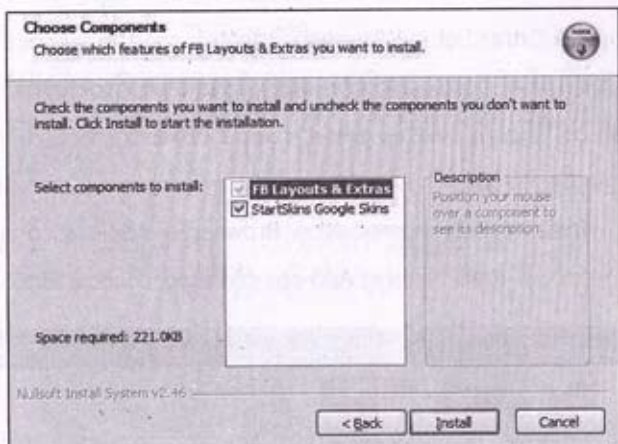 Choose Components
Choose which features of FB Layouts & Extras you want to install.
Check the components you want to install and uncheck the components you don't want to
install. Click Install to start the installation.
Select components to install:
FB Layouts & Extras
StartSkins Google Skins
Description
Position your mouse
over a component to
see its description.
Space required: 221.0KB
Nullsoft Install System v2.46
< Back
Install
Cancel